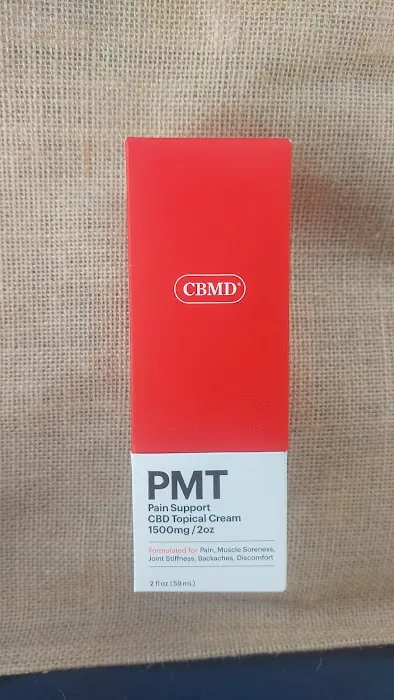 CBMD®
PMT
Pain Support
CBD Topical Cream
1500mg/2oz
Formulated for Pain, Muscle Soreness,
Joint Stiffness, Backaches, Discomfort
2 fl oz (59 mL)